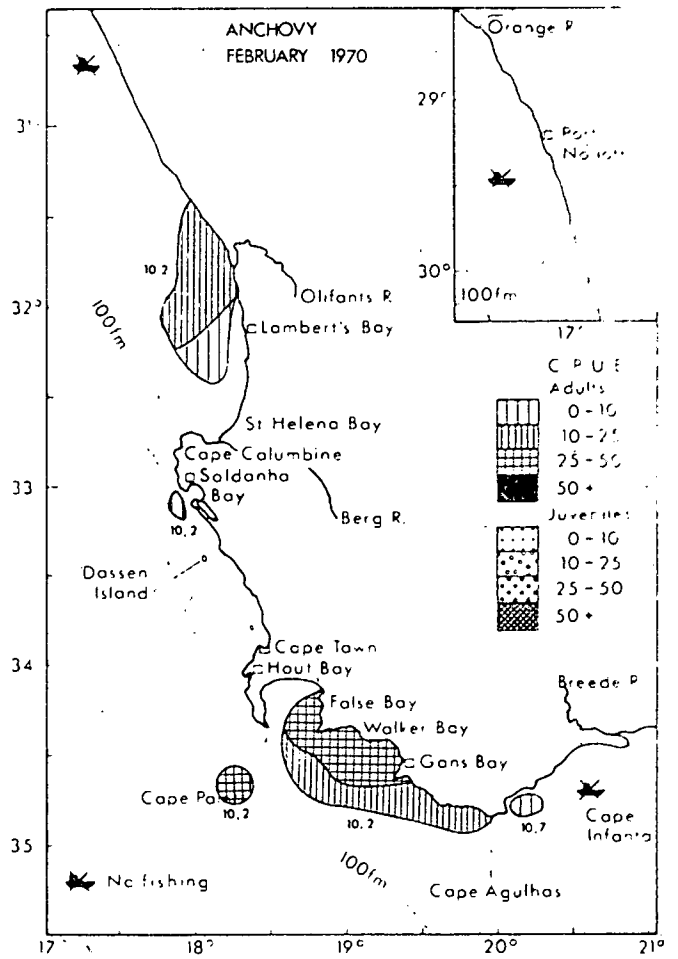 ANCHOVY
FEBRUARY 1970
Orange R.
29°
30°
100fm
17°
31°
10.2
32°
100fm
Olifants R.
Lambert's Bay
C P U E
Adults
0-10
10-25
25-50
50+
Juveniles
0-10
10-25
25-50
50+
St Helena Bay
Cape Columbine
Saldanha
Bay
33
10.2
Berg R.
Dassen
Island
Cape Town
34
Hout Bay
Breede R
False Bay
Walker Bay
Gans Bay
Cape
10.2
10.2
10.7
Cape
Infanta
35
100fm
No fishing
Cape Agulhas
17
18°
19°
20°
21°